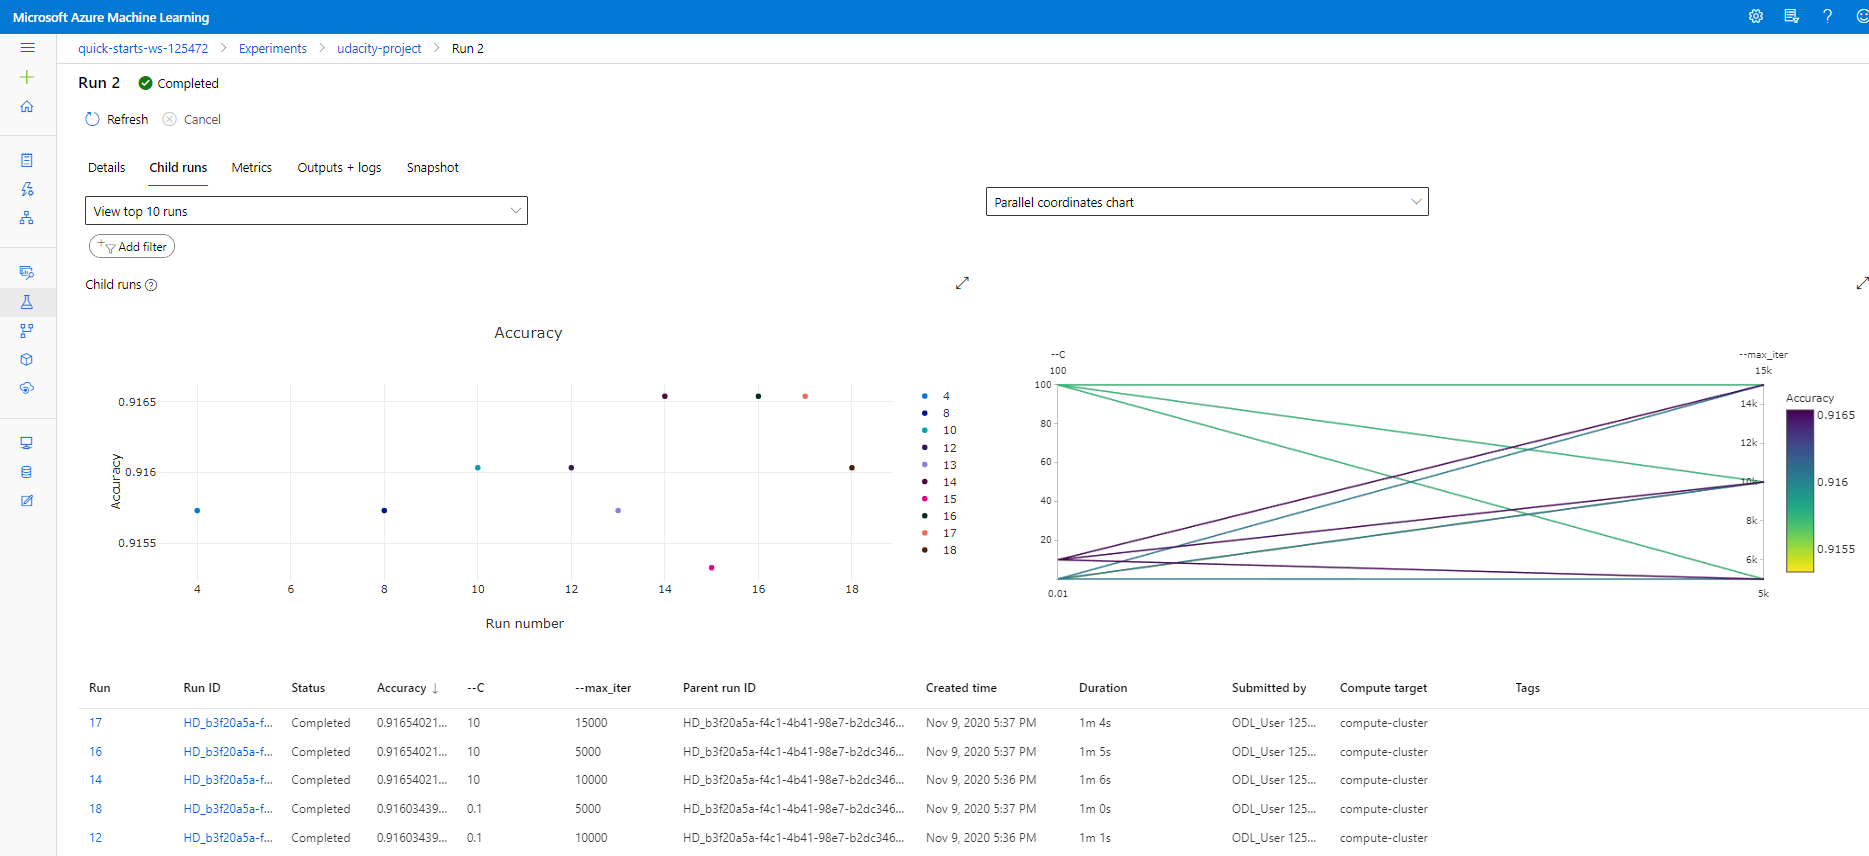 Microsoft Azure Machine Learning
quick-starts-ws-125472 > Experiments > udacity-project > Run 2
Run 2 Completed
Refresh Cancel
Details Child runs Metrics Outputs + logs Snapshot
View top 10 runs
Parallel coordinates chart
Add filter
Child runs
Accuracy
Accuracy
0.9165
0.916
0.9155
4 6 8 10 12 14 16 18
Run number
4
8
10
12
13
14
15
16
17
18
--C
100
100
80
60
40
20
0.01
--max_iter
15k
14k
12k
10k
8k
6k
5k
Accuracy
0.9165
0.916
0.9155
Run Run ID Status Accuracy ↓ --C --max_iter Parent run ID Created time Duration Submitted by Compute target Tags
17 HD_b3f20a5a-f... Completed 0.91654021... 10 15000 HD_b3f20a5a-f4c1-4b41-98e7-b2dc346... Nov 9, 2020 5:37 PM 1m 4s ODL_User 125... compute-cluster
16 HD_b3f20a5a-f... Completed 0.91654021... 10 5000 HD_b3f20a5a-f4c1-4b41-98e7-b2dc346... Nov 9, 2020 5:37 PM 1m 5s ODL_User 125... compute-cluster
14 HD_b3f20a5a-f... Completed 0.91654021... 10 10000 HD_b3f20a5a-f4c1-4b41-98e7-b2dc346... Nov 9, 2020 5:36 PM 1m 6s ODL_User 125... compute-cluster
18 HD_b3f20a5a-f... Completed 0.91603439... 0.1 5000 HD_b3f20a5a-f4c1-4b41-98e7-b2dc346... Nov 9, 2020 5:37 PM 1m 0s ODL_User 125... compute-cluster
12 HD_b3f20a5a-f... Completed 0.91603439... 0.1 10000 HD_b3f20a5a-f4c1-4b41-98e7-b2dc346... Nov 9, 2020 5:36 PM 1m 1s ODL_User 125... compute-cluster